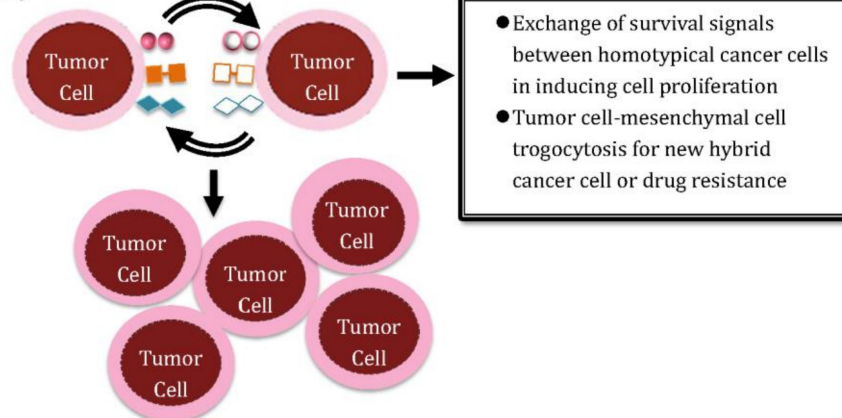 Tumor
Cell
Tumor
Cell
●Exchange of survival signals
between homotypical cancer cells
in inducing cell proliferation
●Tumor cell-mesenchymal cell
trogocytosis for new hybrid
cancer cell or drug resistance
Tumor
Cell
Tumor
Cell
Tumor
Cell
Tumor
Cell
Tumor
Cell